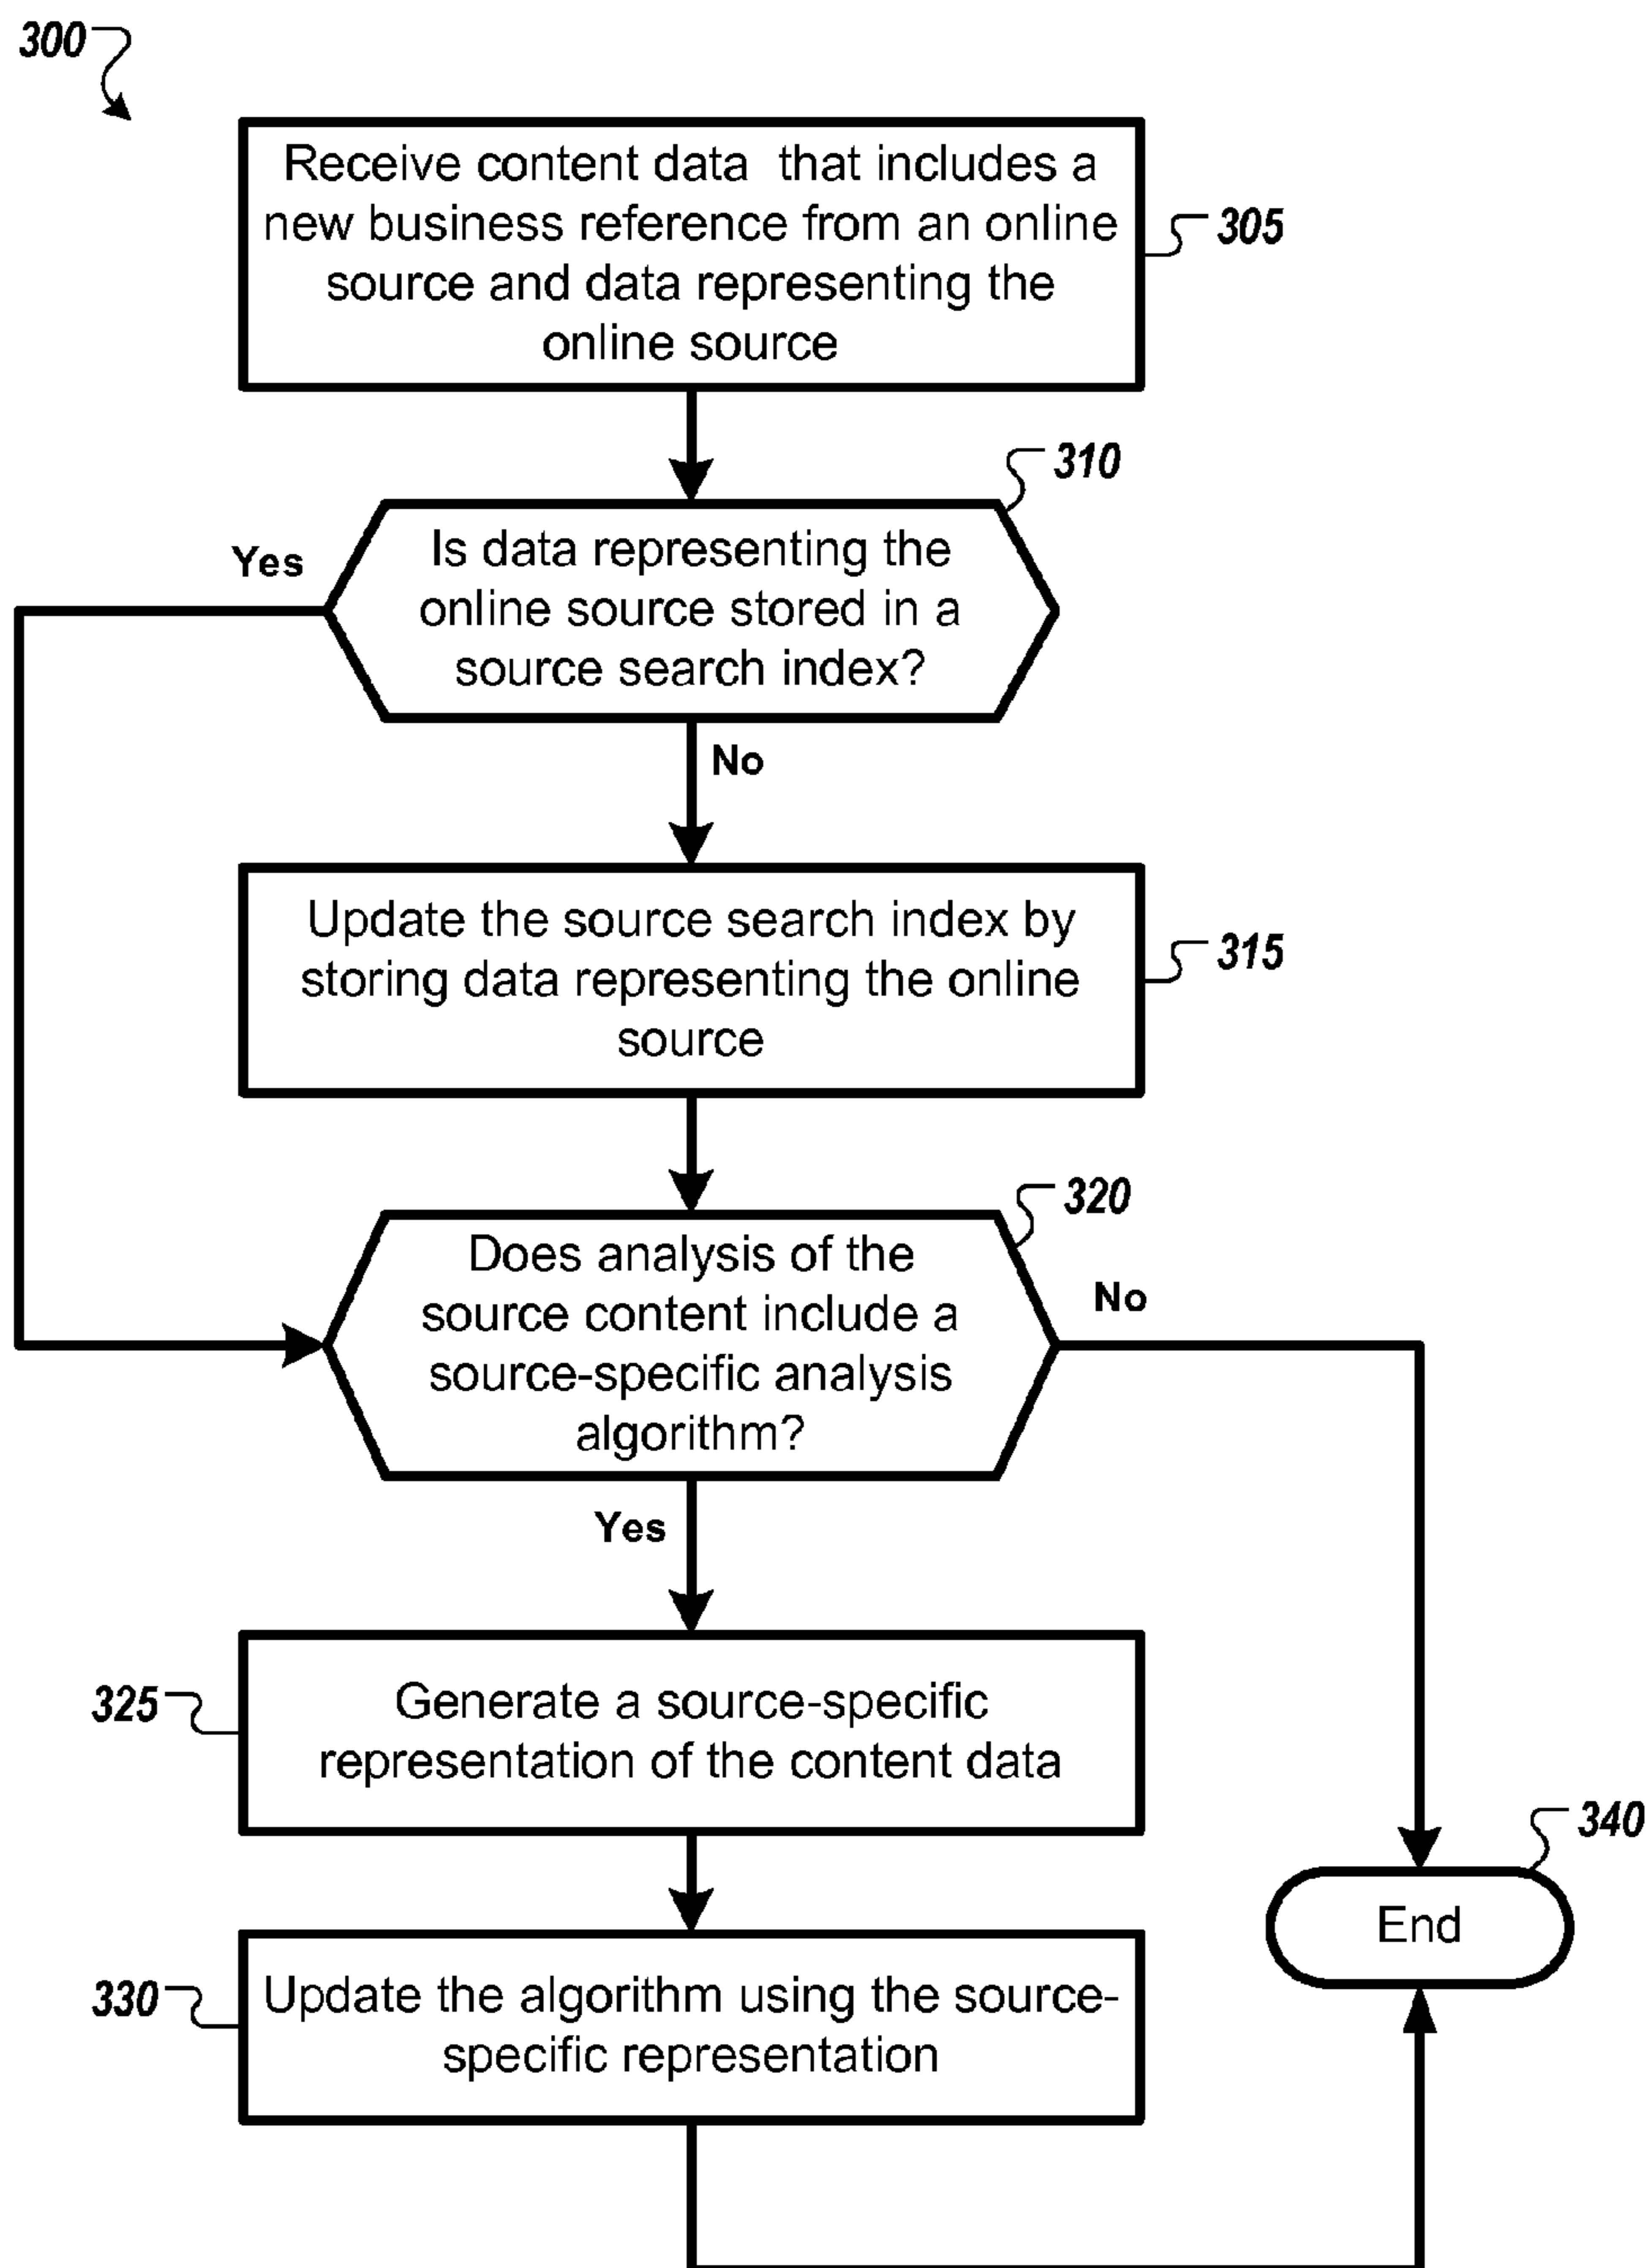 300
Receive content data that includes a
new business reference from an online
source and data representing the
online source
305
310
Is data representing the
online source stored in a
source search index?
Yes
No
Update the source search index by
storing data representing the online
source
315
320
Does analysis of the
source content include a
source-specific analysis
algorithm?
No
Yes
325
Generate a source-specific
representation of the content data
340
End
330
Update the algorithm using the source-
specific representation